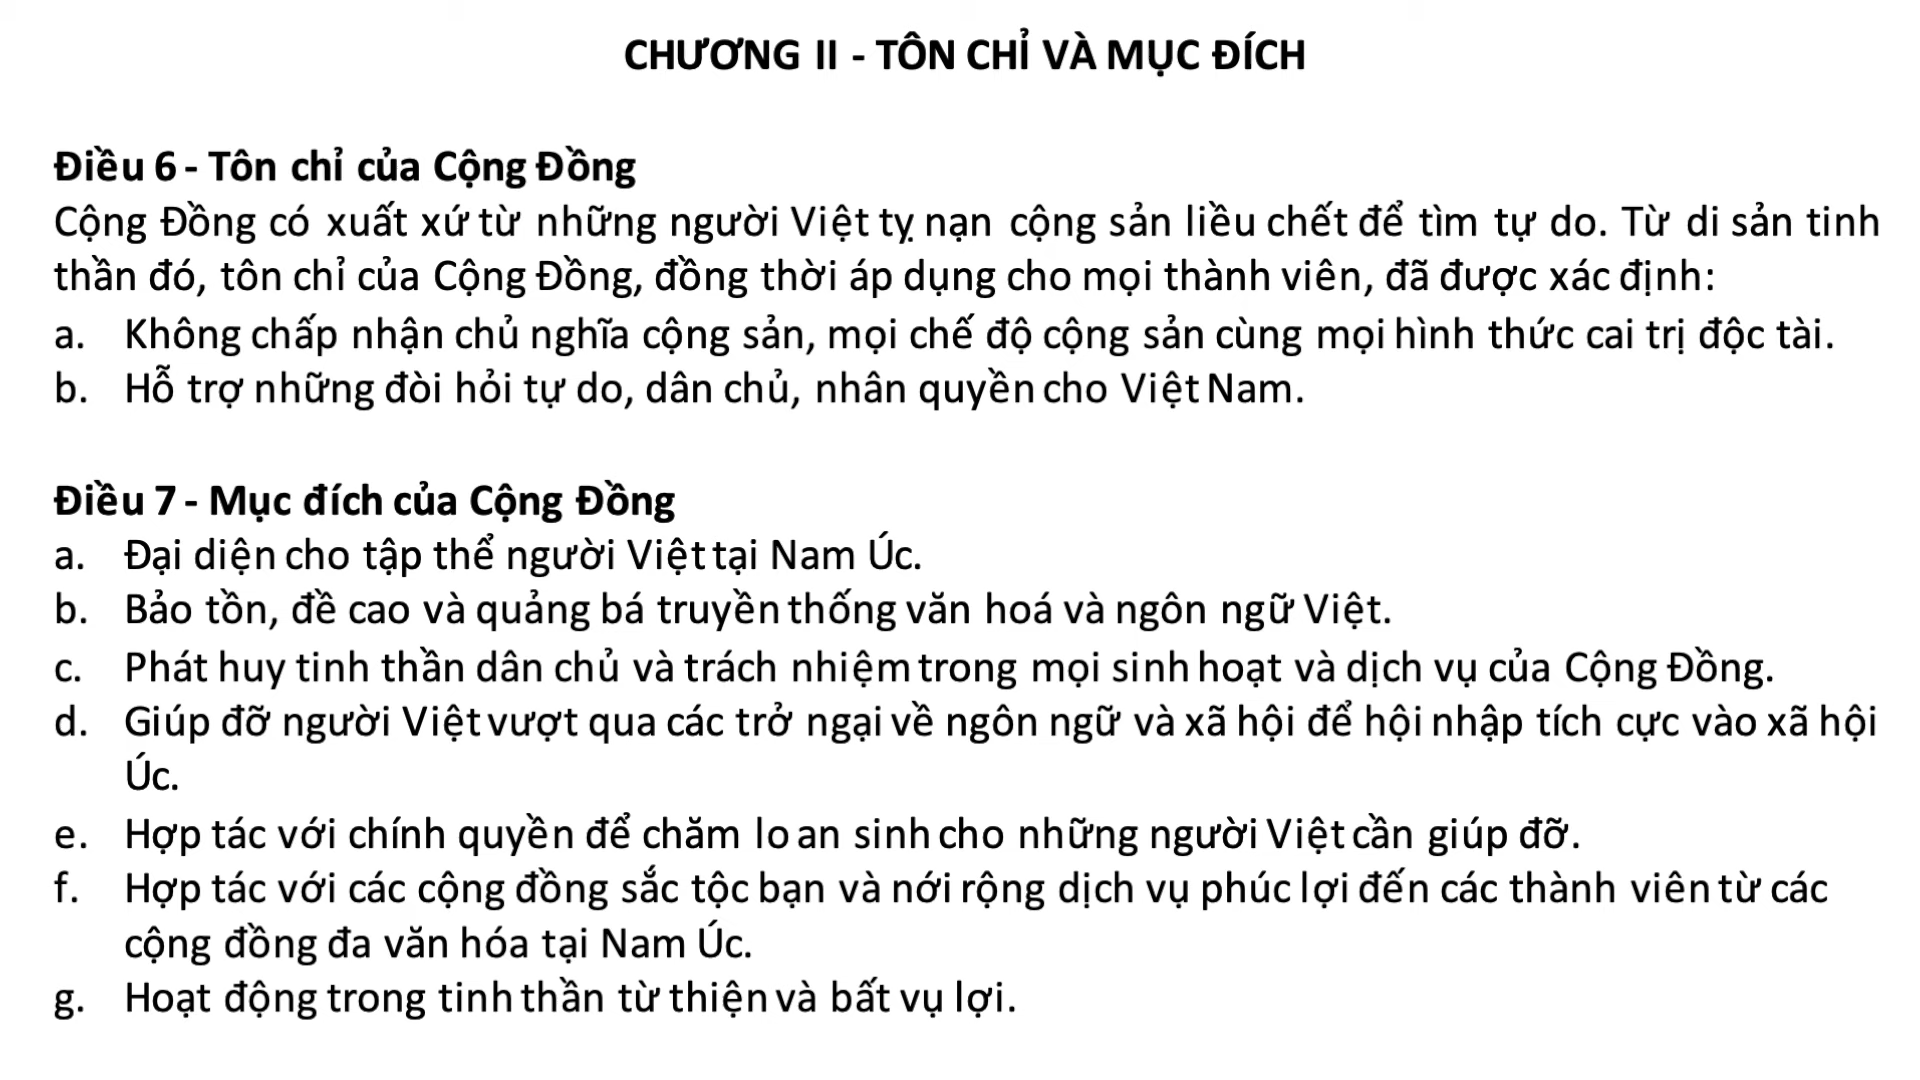 CHƯƠNG II - TÔN CHỈ VÀ MỤC ĐÍCH
Điều 6 - Tôn chỉ của Cộng Đồng
Cộng Đồng có xuất xứ từ những người Việt tỵ nạn cộng sản liều chết để tìm tự do. Từ di sản tinh
thần đó, tôn chỉ của Cộng Đồng, đồng thời áp dụng cho mọi thành viên, đã được xác định:
a. Không chấp nhận chủ nghĩa cộng sản, mọi chế độ cộng sản cùng mọi hình thức cai trị độc tài.
b. Hỗ trợ những đòi hỏi tự do, dân chủ, nhân quyền cho Việt Nam.
Điều 7 - Mục đích của Cộng Đồng
a. Đại diện cho tập thể người Việt tại Nam Úc.
b. Bảo tồn, đề cao và quảng bá truyền thống văn hoá và ngôn ngữ Việt.
c. Phát huy tinh thần dân chủ và trách nhiệm trong mọi sinh hoạt và dịch vụ của Cộng Đồng.
d. Giúp đỡ người Việt vượt qua các trở ngại về ngôn ngữ và xã hội để hội nhập tích cực vào xã hội
Úc.
e. Hợp tác với chính quyền để chăm lo an sinh cho những người Việt cần giúp đỡ.
f. Hợp tác với các cộng đồng sắc tộc bạn và nới rộng dịch vụ phúc lợi đến các thành viên từ các
cộng đồng đa văn hóa tại Nam Úc.
g. Hoạt động trong tinh thần từ thiện và bất vụ lợi.